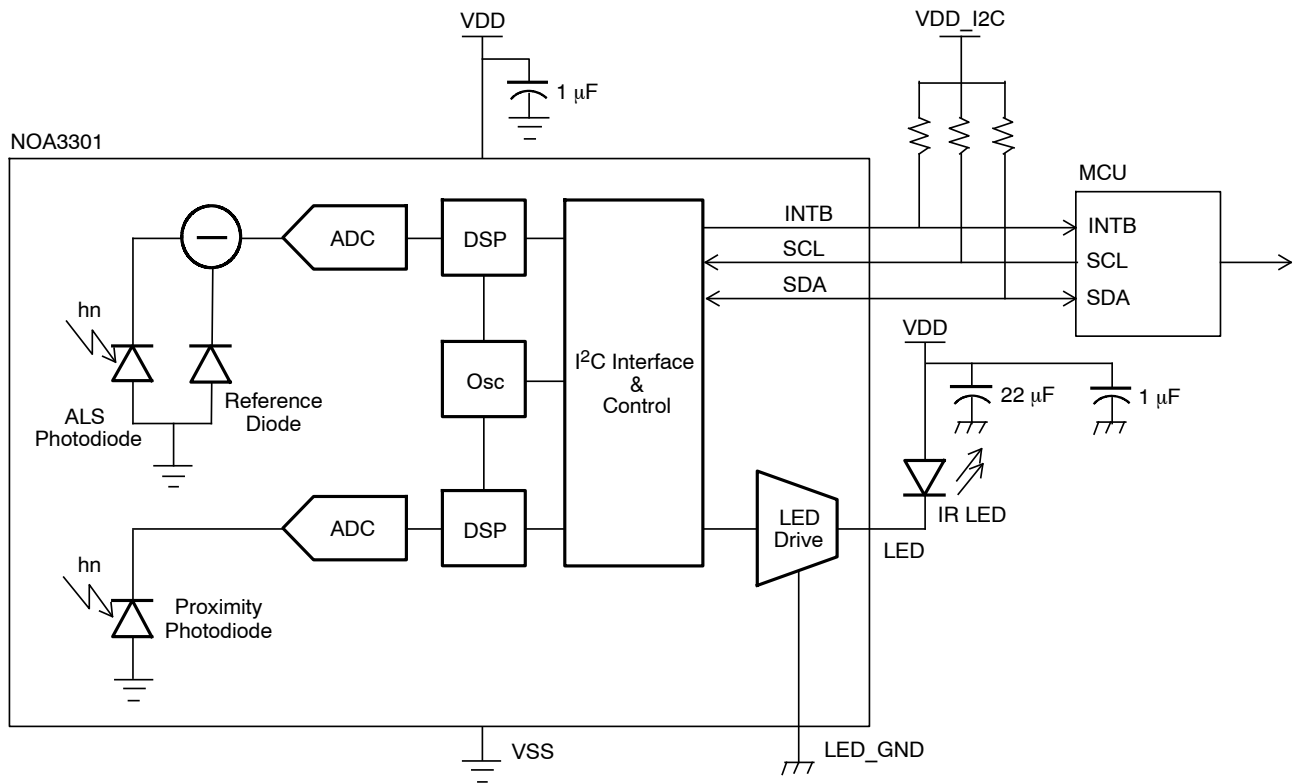 VDD
VDD_I2C
1 μF
NOA3301
MCU
ADC
DSP
INTB
INTB
SCL
SCL
SDA
SDA
hn
ALS
Photodiode
Reference
Diode
Osc
I²C Interface
&
Control
VDD
22 μF
1 μF
IR LED
ADC
DSP
LED
Drive
LED
hn
Proximity
Photodiode
VSS
LED_GND